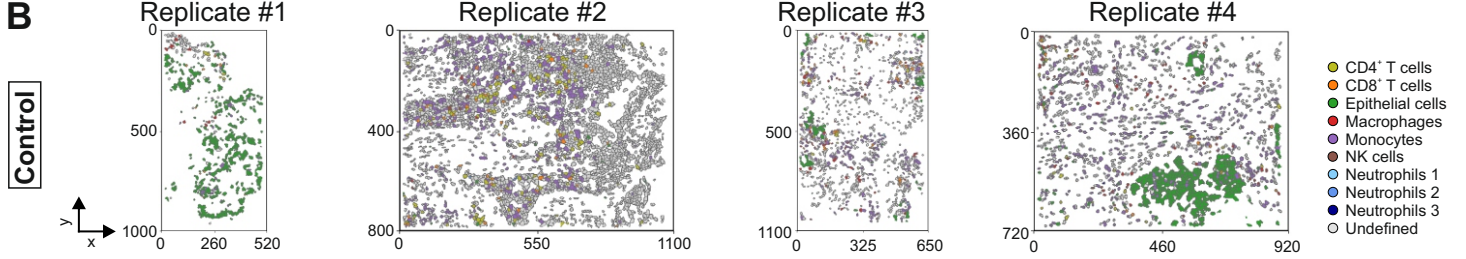 B
Control
Replicate #1
0
500
1000
0
260
520
y
x
Replicate #2
0
400
800
0
550
1100
Replicate #3
0
500
1100
0
325
650
Replicate #4
0
360
720
0
460
920
CD4⁺ T cells
CD8⁺ T cells
Epithelial cells
Macrophages
Monocytes
NK cells
Neutrophils 1
Neutrophils 2
Neutrophils 3
Undefined